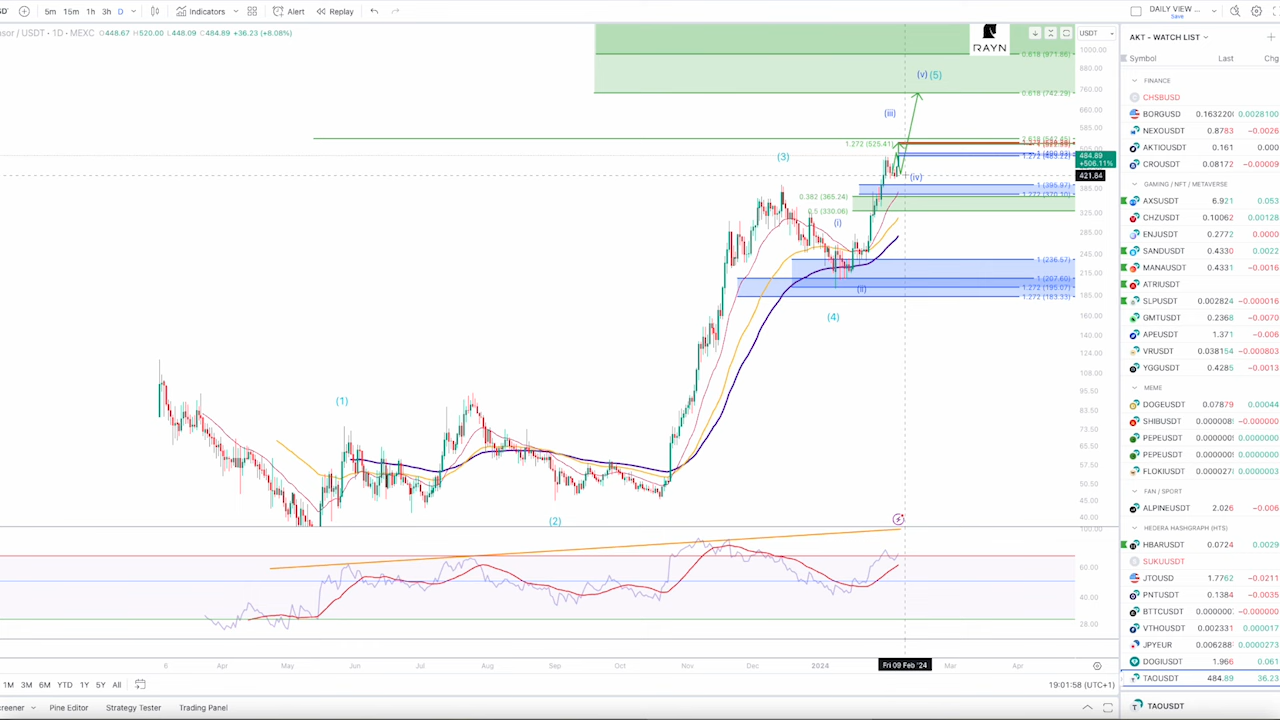 5m 15m 1h 3h D Indicators Alert Replay
DAILY VIEW ...
Save
/ USDT · 1D · MEXC O448.67 H520.00 L448.09 C484.89 +36.23 (+8.08%)
RAYN
USDT
AKT - WATCH LIST
Symbol Last Chg
FINANCE
CHSBUSD
BORGUSD 0.0028100
NEXOUSDT 0.8783 -0.0026
AKTIOUSDT 0.161 0.000
CROUSDT 0.08172 -0.00009
GAMING / NFT / METAVERSE
AXSUSDT 6.921 0.053
CHZUSDT 0.10062 0.00128
ENJUSDT 0.2772 0.0000
SANDUSDT 0.4330 0.0022
MANAUSDT 0.4331 -0.0016
ATRIUSDT
SLPUSDT 0.002824 -0.000016
GMTUSDT 0.2368 -0.0070
APEUSDT 1.371 -0.006
VRUSDT 0.038154 -0.000803
YGGUSDT 0.4285 -0.0013
MEME
DOGEUSDT 0.07879 0.00044
SHIBUSDT
PEPEUSDT
PEPEUSDT
FLOKIUSDT
FAN / SPORT
ALPINEUSDT 2.026 -0.006
HEDERA HASHGRAPH (HTS)
HBARUSDT 0.0724 0.0029
SUKUUSDT
JTOUSD 1.7762 -0.0211
PNTUSDT 0.1384 -0.0035
BTTCUSDT
VTHOUSDT 0.002331 0.000017
JPYEUR 0.0000273
DOGIUSDT 1.966 0.061
TAOUSDT 484.89 36.23
TAOUSDT
0.618 (971.86)
0.618 (742.29)
1.272 (525.41)
1 (395.97)
1.272 (370.10)
0.382 (365.24)
0.5 (330.06)
1 (236.57)
1 (207.60)
1.272 (195.07)
1.272 (183.33)
(v) (5)
(iii)
(3)
(iv)
(i)
(ii)
(4)
(1)
(2)
1000.00
880.00
760.00
660.00
585.00
484.89
+506.11%
421.84
385.00
325.00
285.00
245.00
215.00
185.00
160.00
140.00
124.00
108.00
95.50
83.50
73.50
65.50
57.50
50.50
45.00
40.00
100.00
60.00
40.00
28.00
6 Apr May Jun Jul Aug Sep Oct Nov Dec 2024 Fri 09 Feb '24 Mar Apr
1M 3M 6M YTD 1Y 5Y All
19:01:58 (UTC+1)
creener Pine Editor Strategy Tester Trading Panel